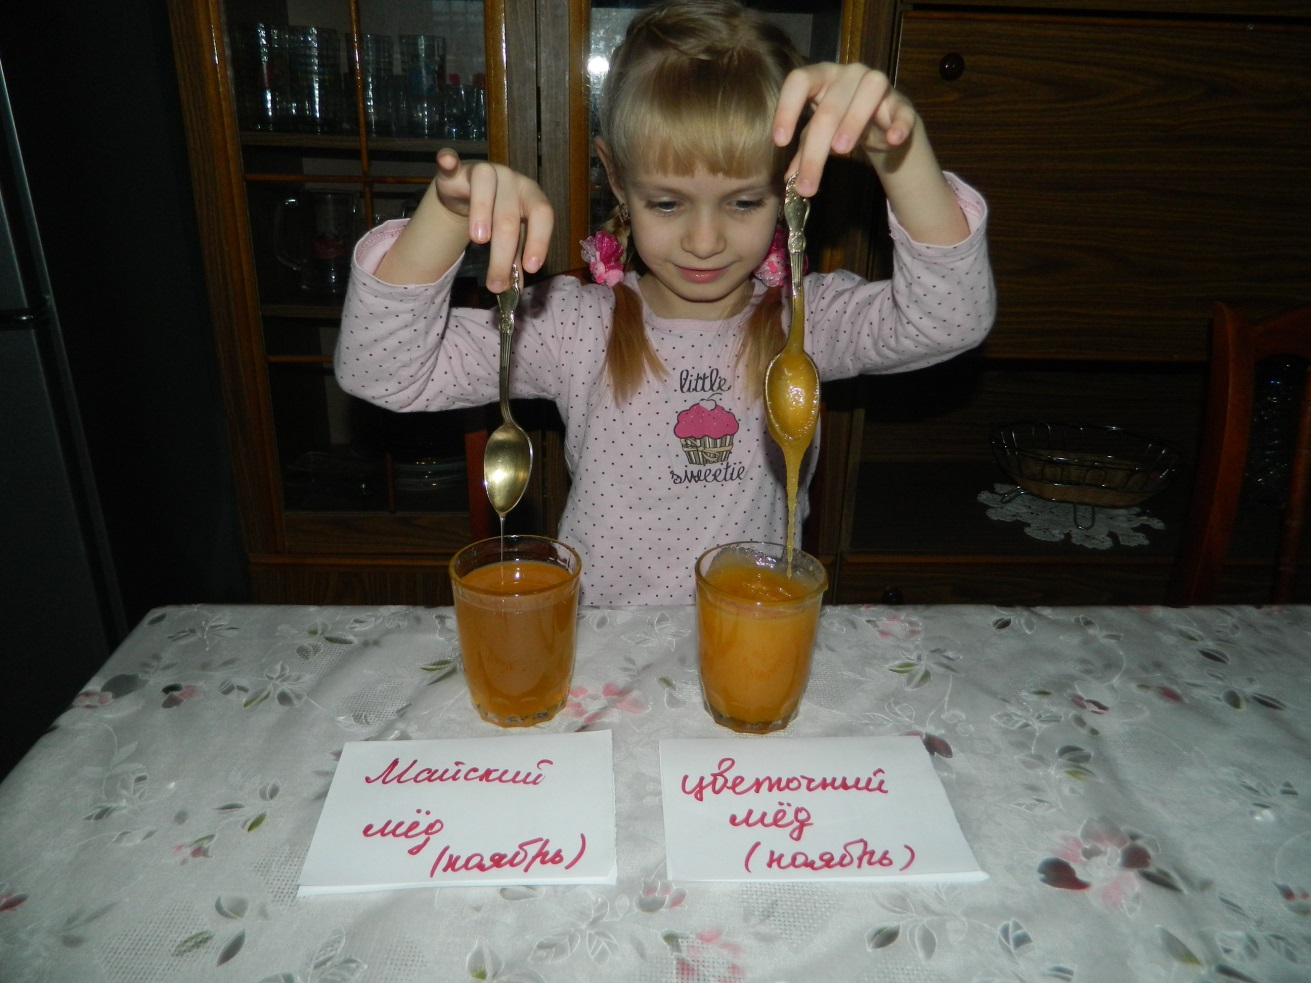 little
sweetie
Майский
мёд
(ноябрь)
цветочный
мёд
(ноябрь)